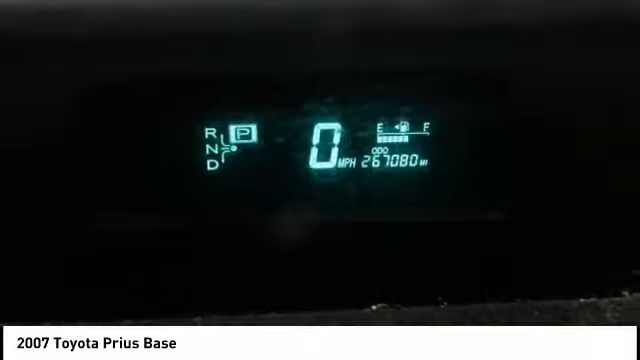 R P
N
D
0 MPH
E F
ODO
267080 MI
2007 Toyota Prius Base